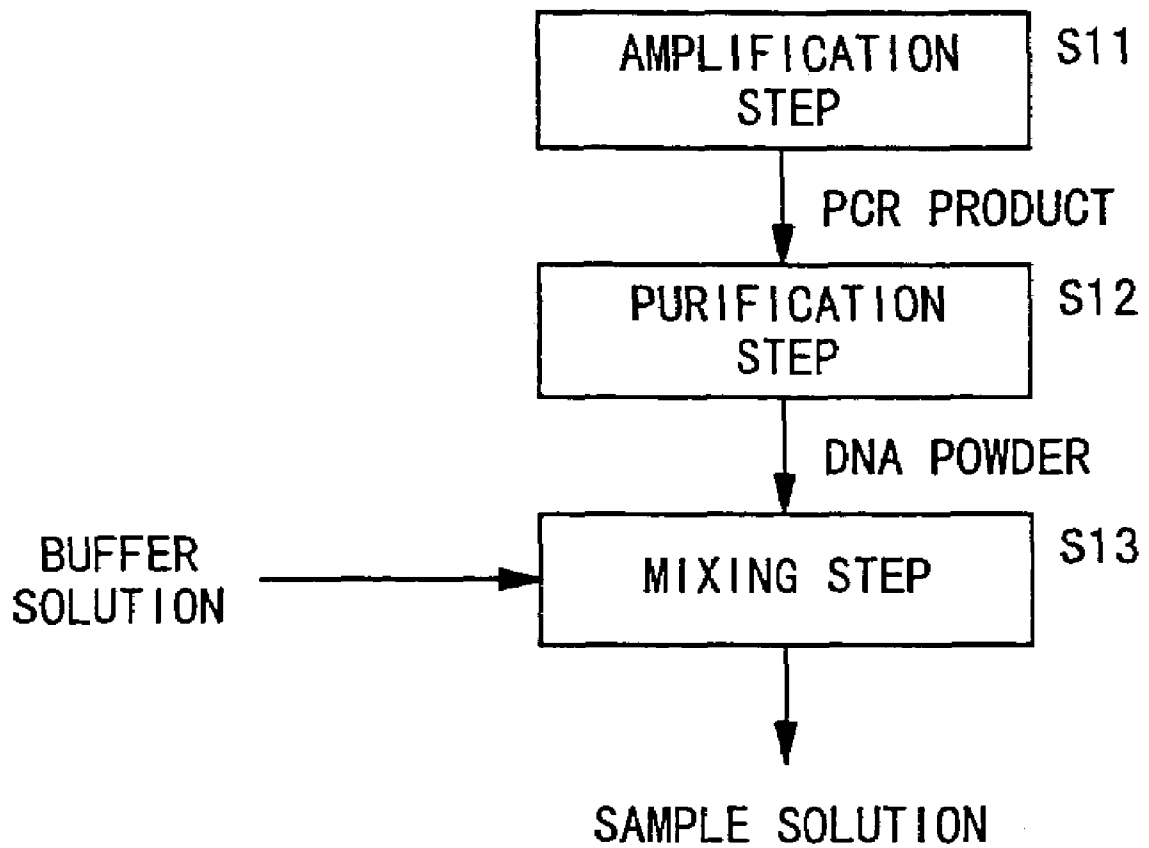 AMPLIFICATION
STEP
S11
PCR PRODUCT
PURIFICATION
STEP
S12
DNA POWDER
BUFFER
SOLUTION
MIXING STEP
S13
SAMPLE SOLUTION